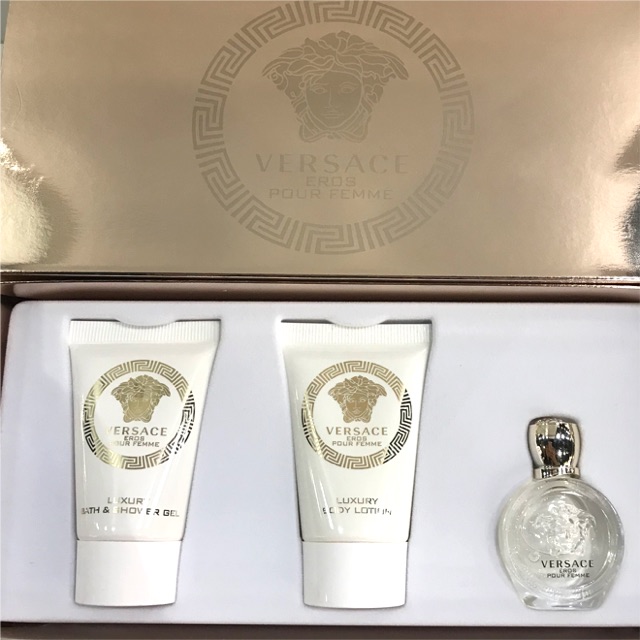 VERSACE
EROS
POUR FEMME
VERSACE
EROS
POUR FEMME
LUXURY
BATH & SHOWER GEL
VERSACE
EROS
POUR FEMME
LUXURY
BODY LOTION
VERSACE
EROS
POUR FEMME